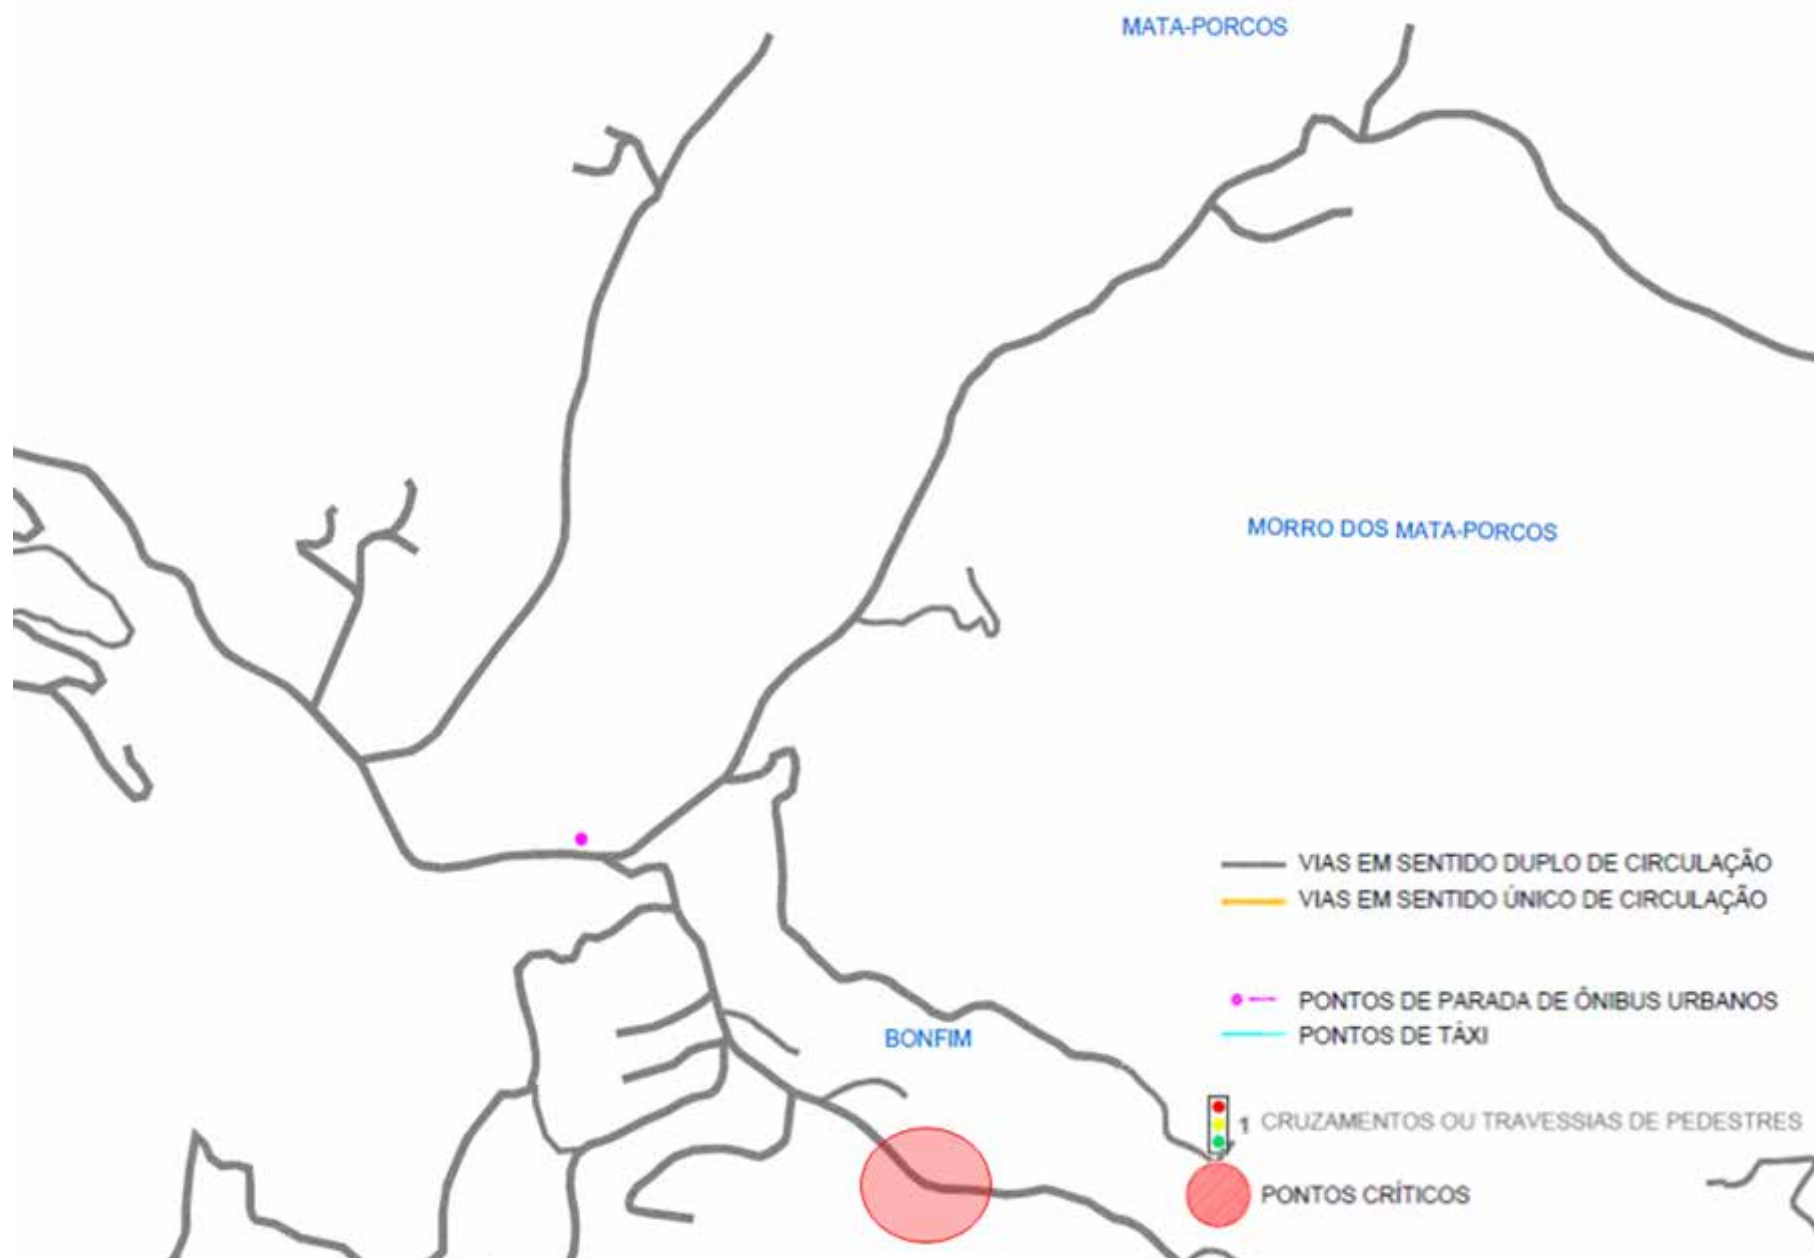 MATA-PORCOS
MORRO DOS MATA-PORCOS
VIAS EM SENTIDO DUPLO DE CIRCULAÇÃO
VIAS EM SENTIDO ÚNICO DE CIRCULAÇÃO
PONTOS DE PARADA DE ÔNIBUS URBANOS
PONTOS DE TÁXI
BONFIM
1 CRUZAMENTOS OU TRAVESSIAS DE PEDESTRES
PONTOS CRÍTICOS